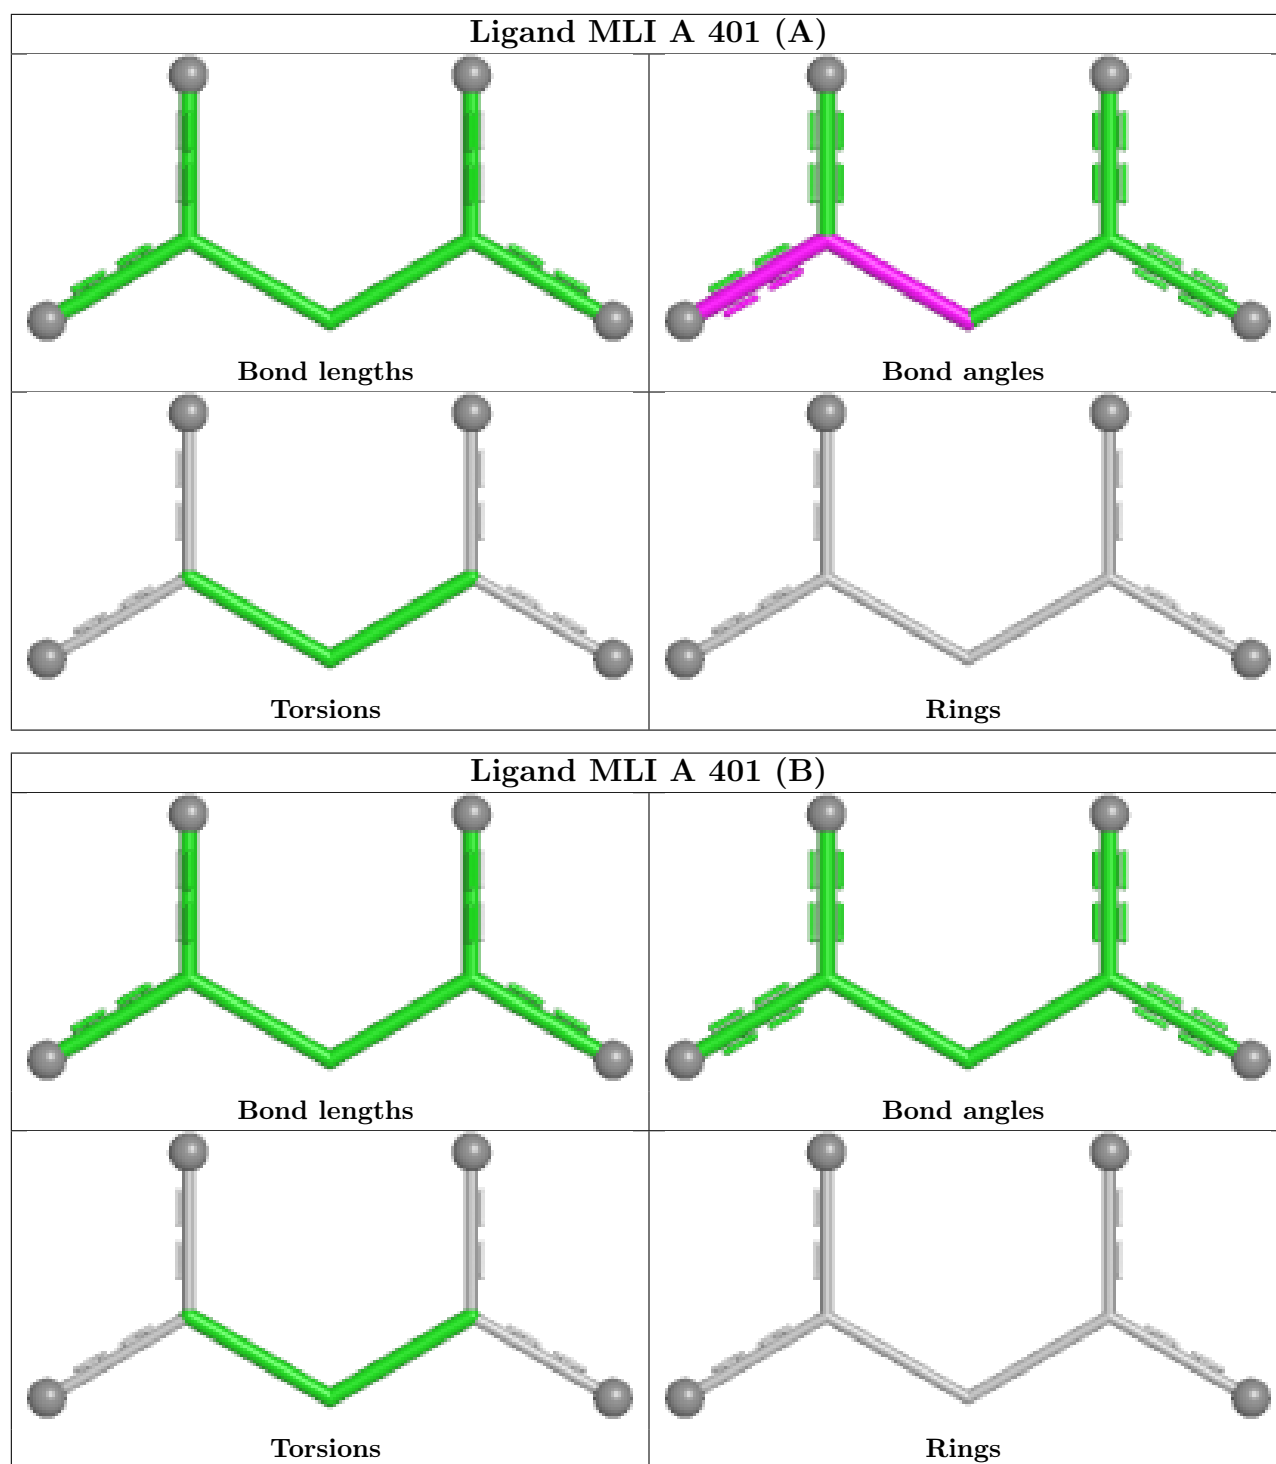 Ligand MLI A 401 (A)
Bond lengths
Bond angles
Torsions
Rings
Ligand MLI A 401 (B)
Bond lengths
Bond angles
Torsions
Rings